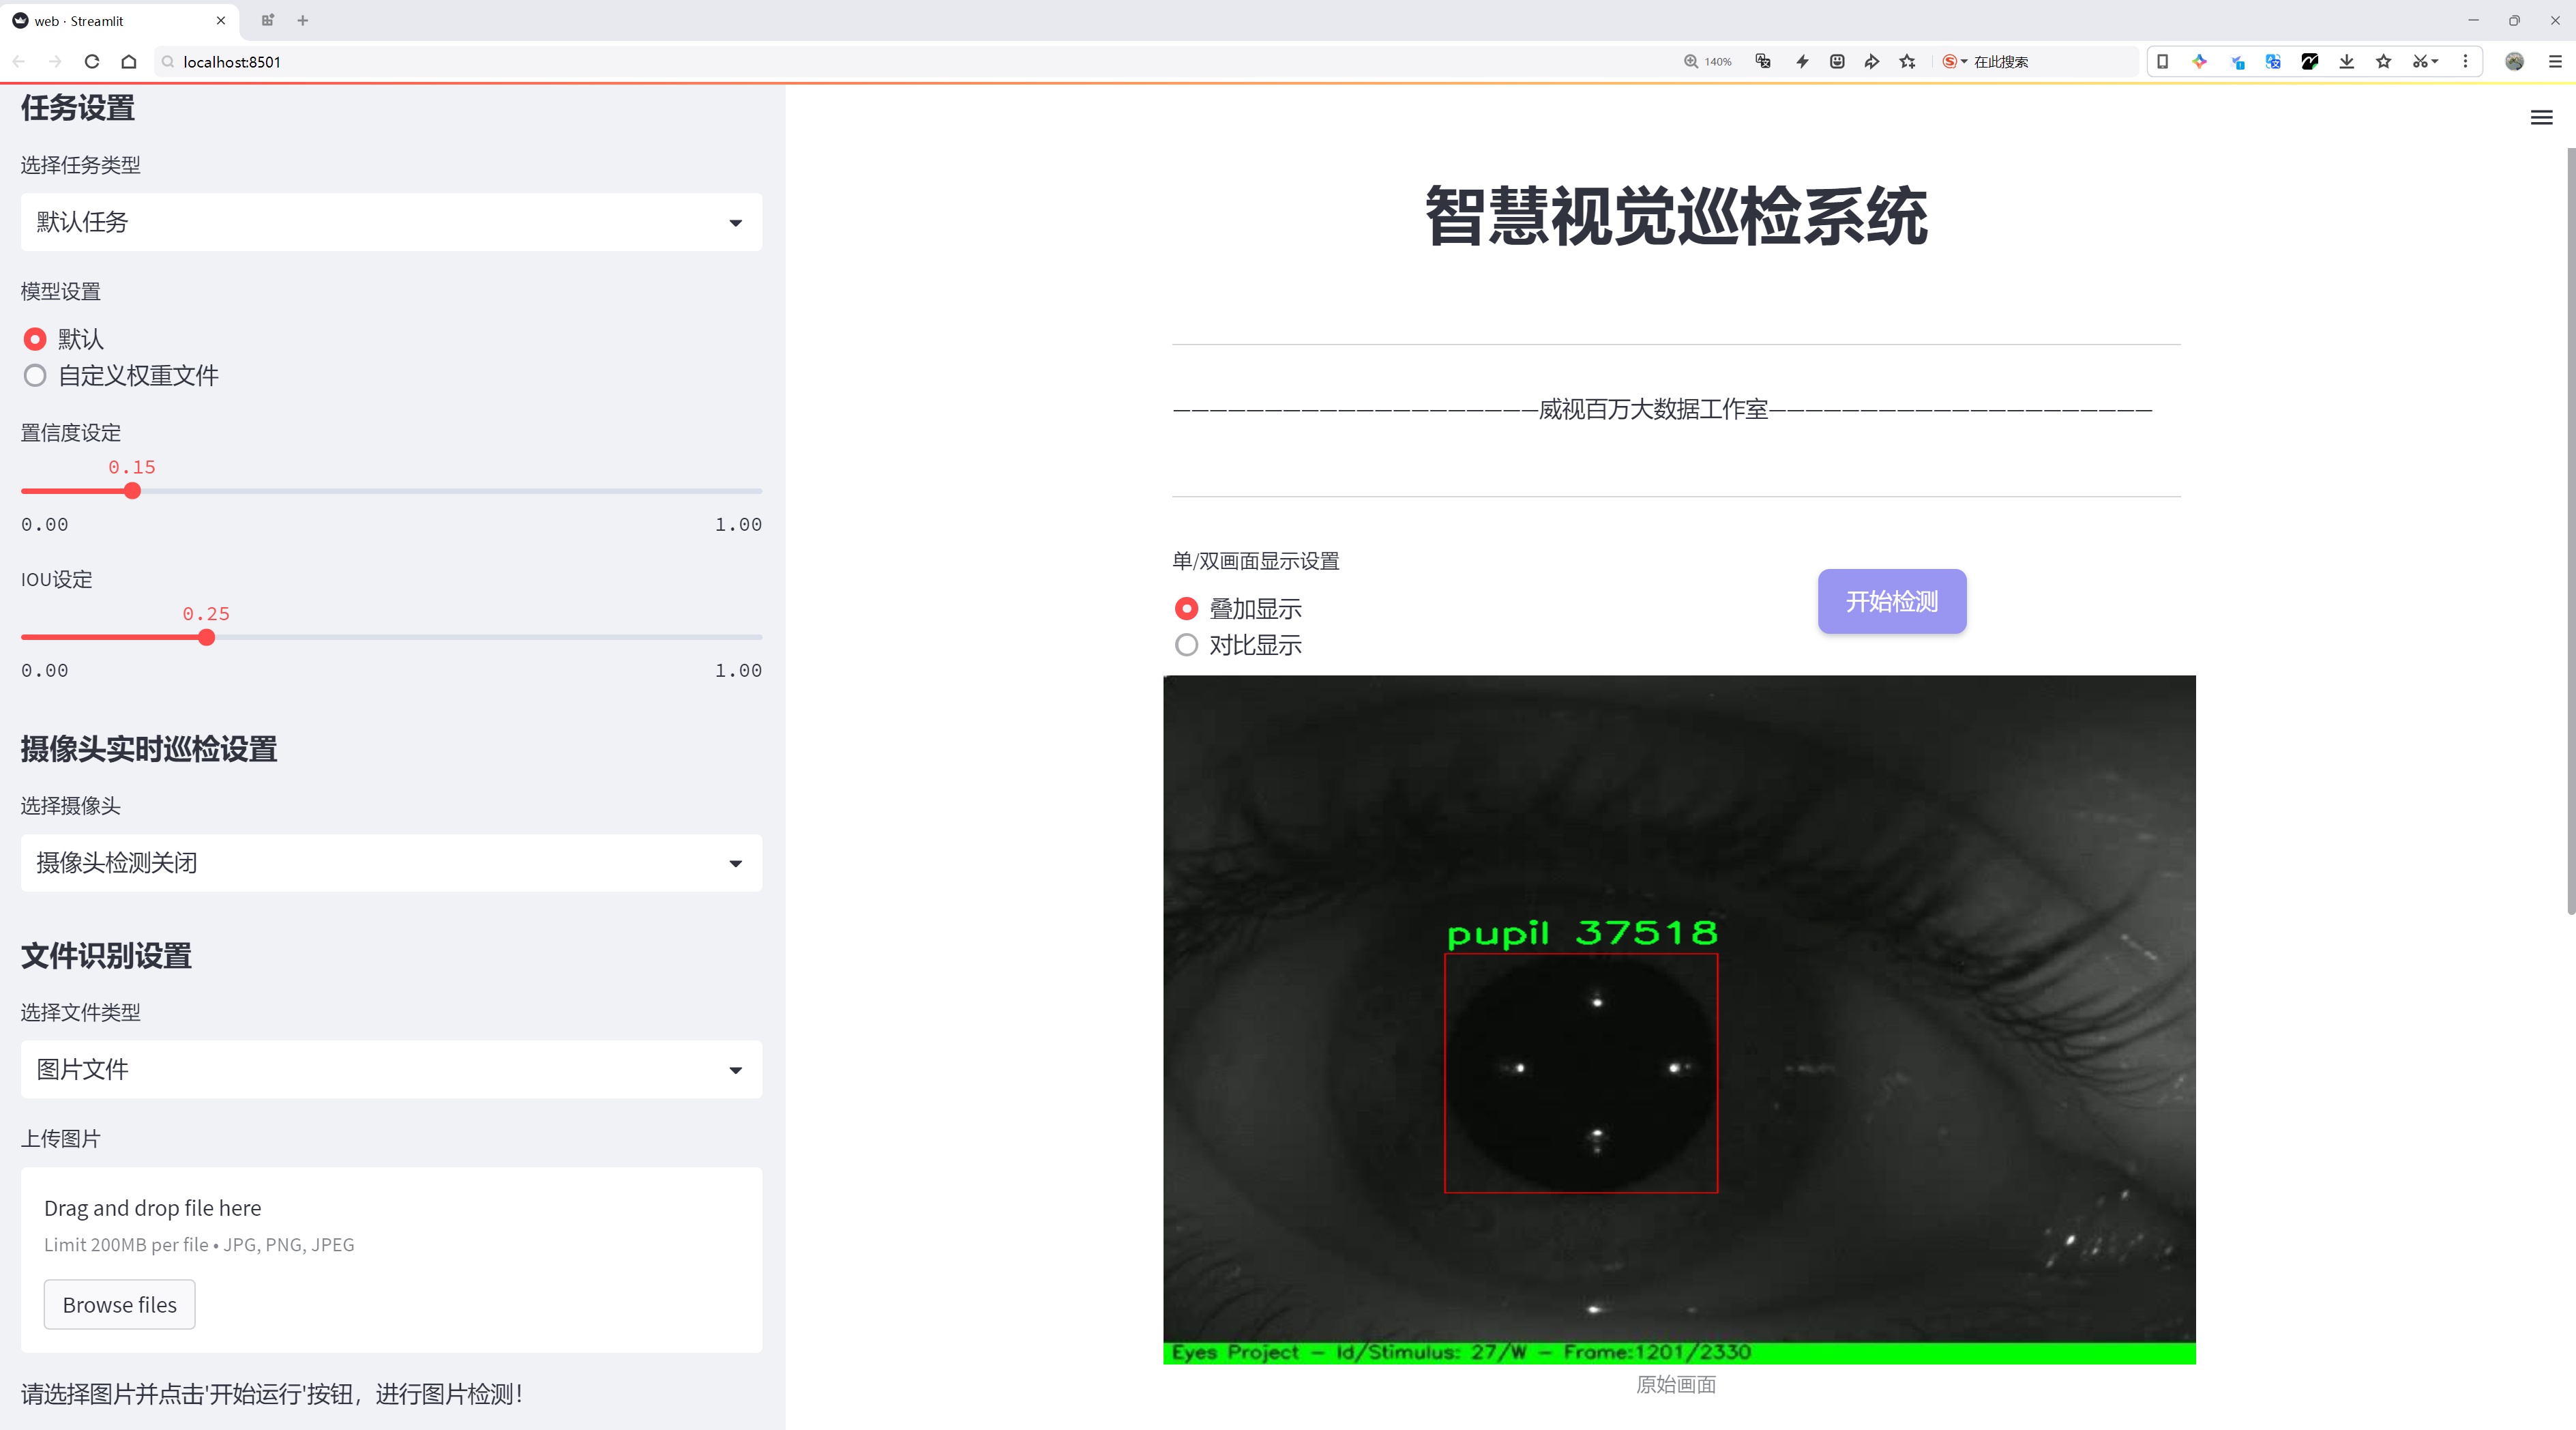 web · Streamlit
localhost:8501
140%
在此搜索
任务设置
选择任务类型
默认任务
模型设置
默认
自定义权重文件
置信度设定
0.15
0.00
1.00
IOU设定
0.25
0.00
1.00
摄像头实时巡检设置
选择摄像头
摄像头检测关闭
文件识别设置
选择文件类型
图片文件
上传图片
Drag and drop file here
Limit 200MB per file • JPG, PNG, JPEG
Browse files
请选择图片并点击'开始运行'按钮，进行图片检测！
智慧视觉巡检系统
————————————————————威视百万大数据工作室—————————————————————
单/双画面显示设置
叠加显示
对比显示
开始检测
pupil 37518
Eyes Project - Id/Stimulus: 27/W - Frame:1201/2330
原始画面